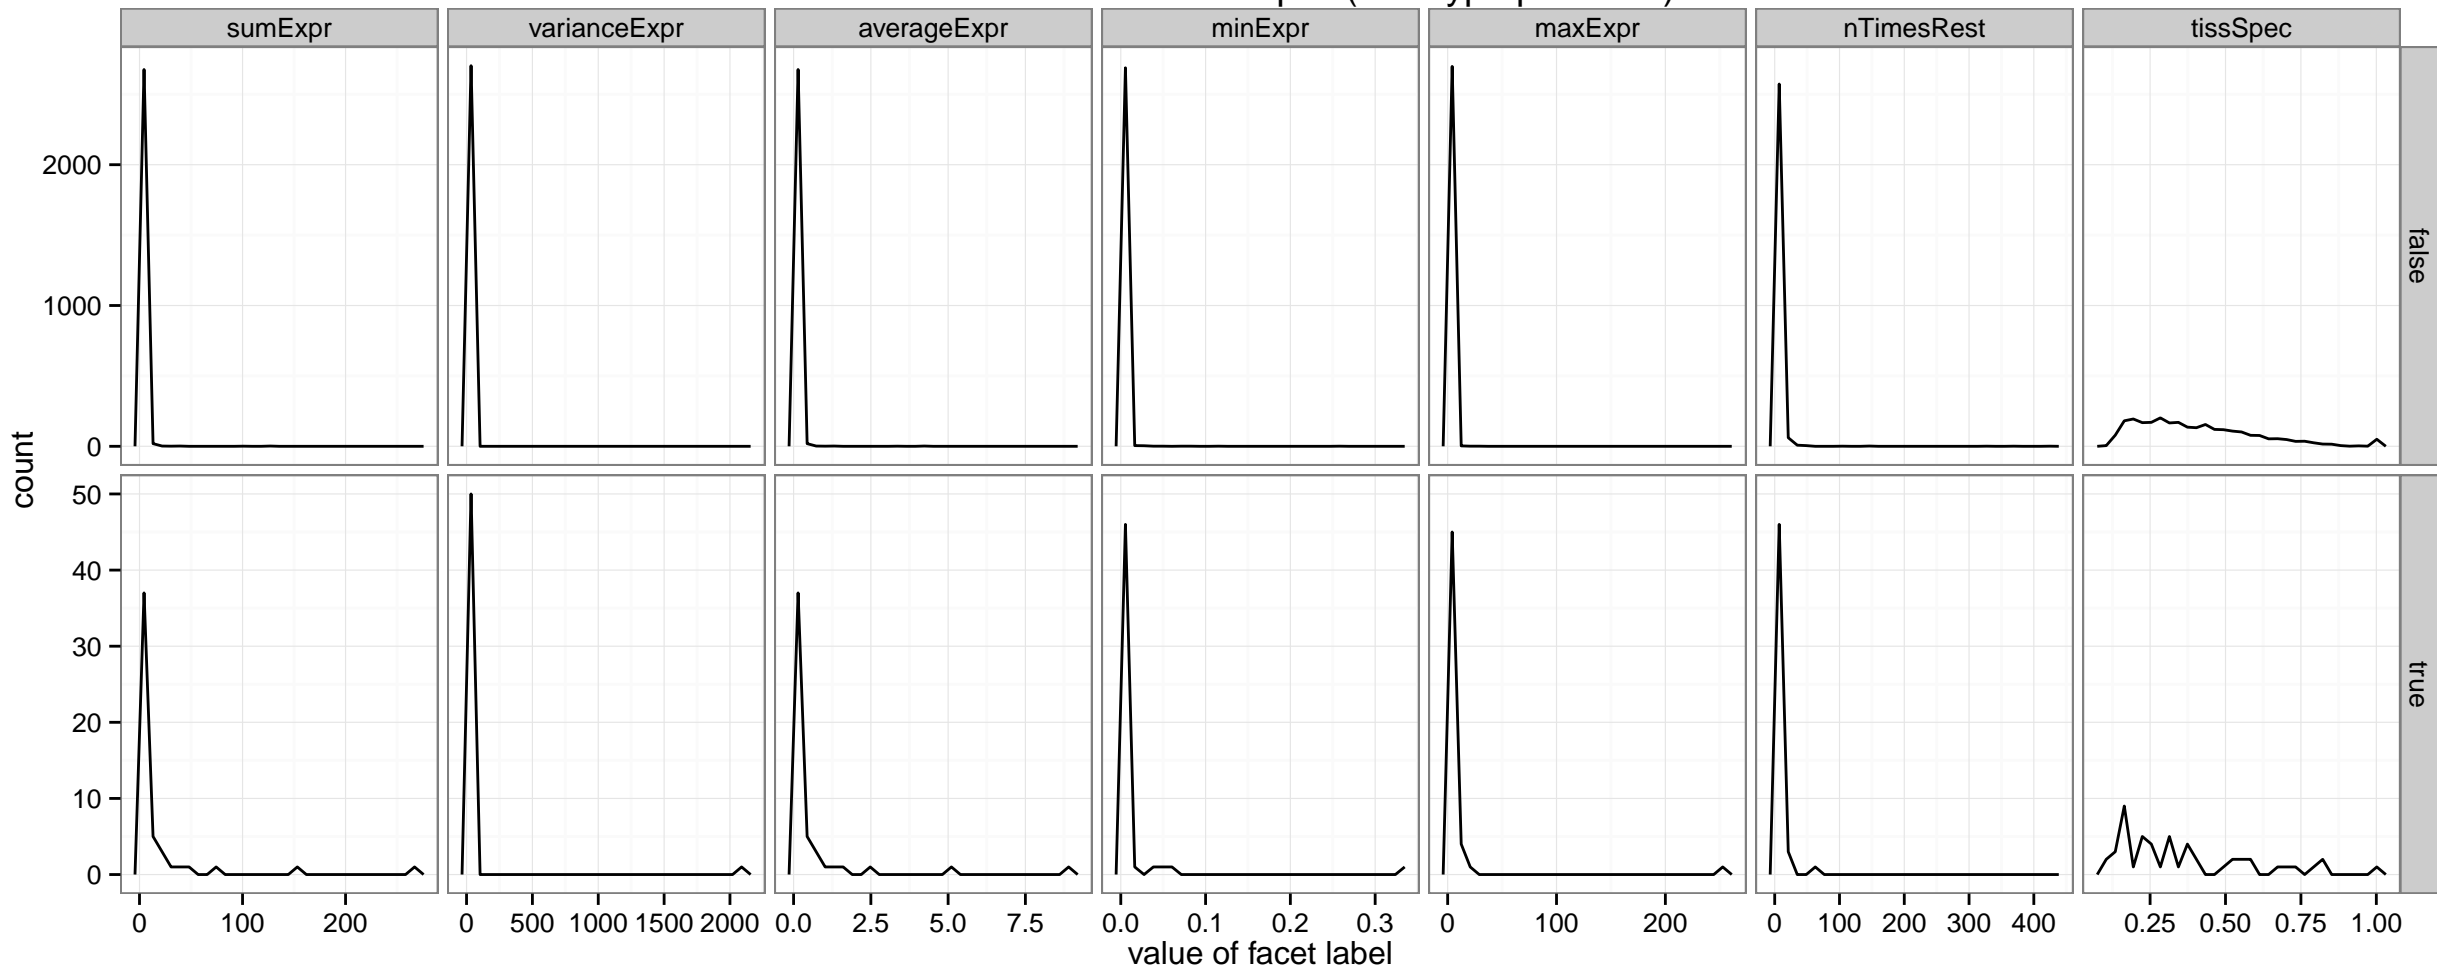 sumExpr varianceExpr averageExpr minExpr maxExpr nTimesRest tissSpec
2000
1000
0
false
count
50
40
30
20
10
0
true
0 100 200 0 500 1000 1500 2000 0.0 2.5 5.0 7.5 0.0 0.1 0.2 0.3 0 100 200 0 100 200 300 400 0.25 0.50 0.75 1.00
value of facet label